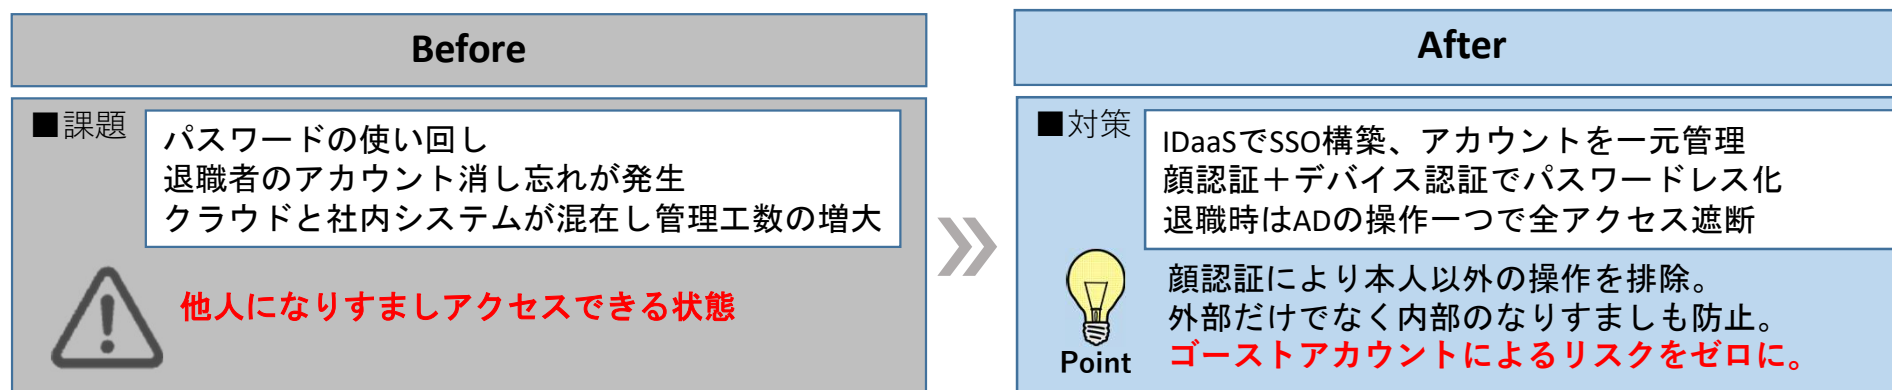 Before
■課題
パスワードの使い回し
退職者のアカウント消し忘れが発生
クラウドと社内システムが混在し管理工数の増大
他人になりすましアクセスできる状態
After
■対策
IDaaSでSSO構築、アカウントを一元管理
顔認証＋デバイス認証でパスワードレス化
退職時はADの操作一つで全アクセス遮断
Point
顔認証により本人以外の操作を排除。
外部だけでなく内部のなりすましも防止。
ゴーストアカウントによるリスクをゼロに。